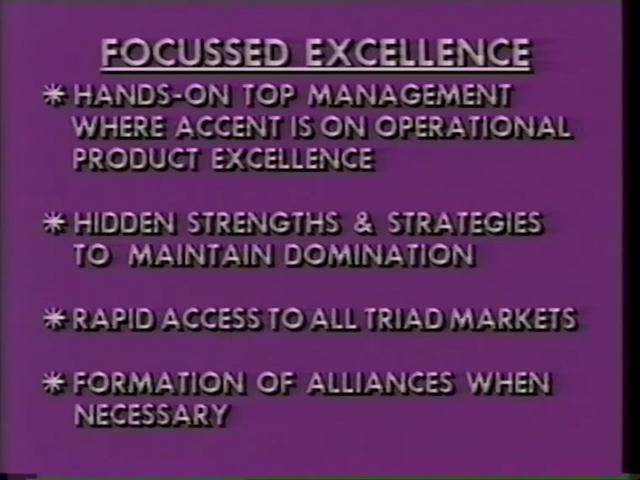 FOCUSSED EXCELLENCE
* HANDS-ON TOP MANAGEMENT
WHERE ACCENT IS ON OPERATIONAL
PRODUCT EXCELLENCE
* HIDDEN STRENGTHS & STRATEGIES
TO MAINTAIN DOMINATION
* RAPID ACCESS TO ALL TRIAD MARKETS
* FORMATION OF ALLIANCES WHEN
NECESSARY